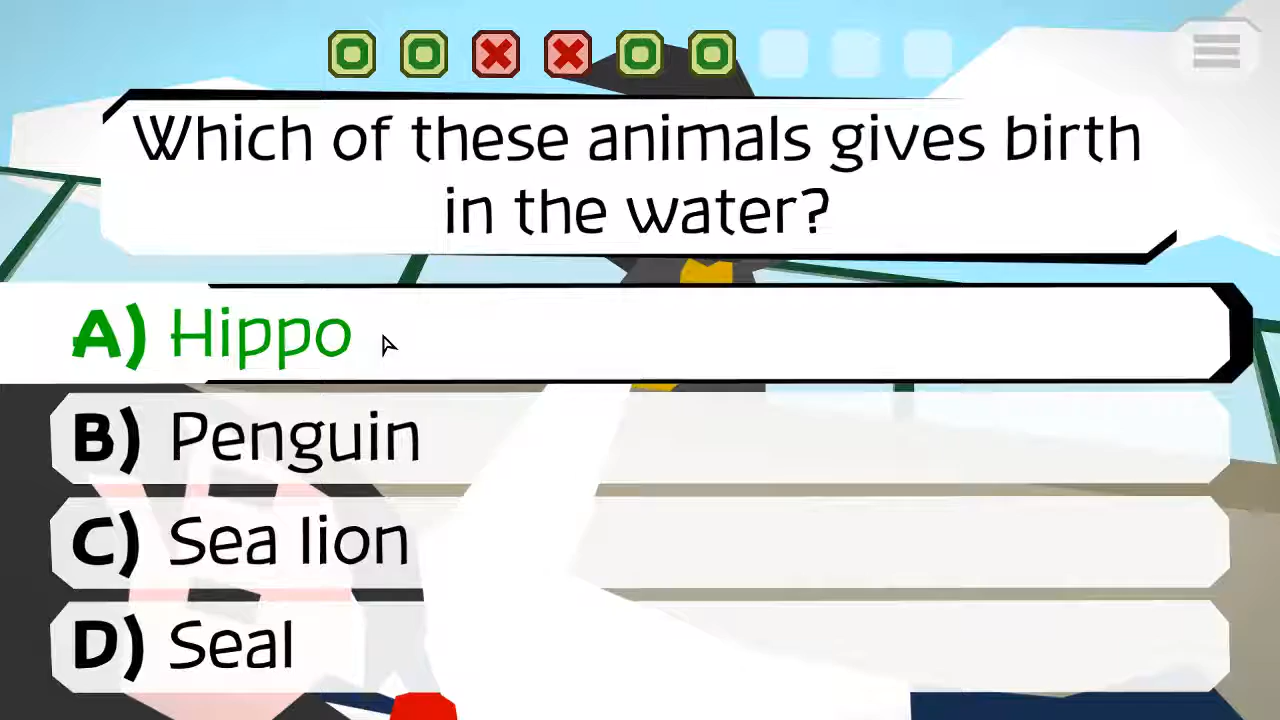 Which of these animals gives birth
in the water?
A) Hippo
B) Penguin
C) Sea lion
D) Seal